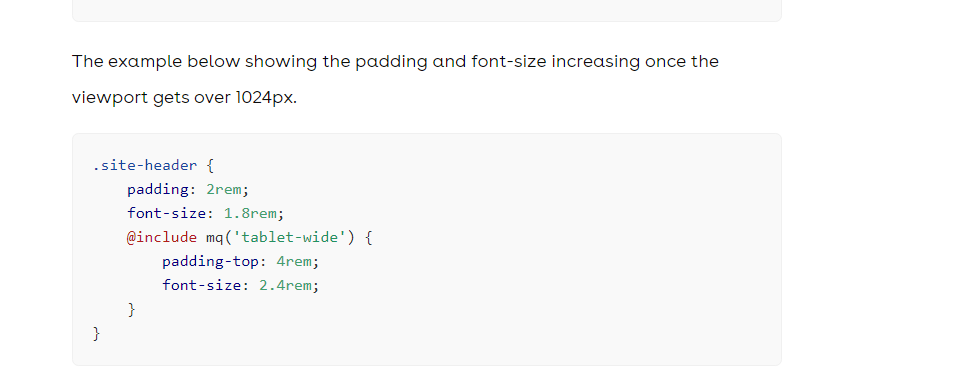 The example below showing the padding and font-size increasing once the
viewport gets over 1024px.
.site-header {
    padding: 2rem;
    font-size: 1.8rem;
    @include mq('tablet-wide') {
        padding-top: 4rem;
        font-size: 2.4rem;
    }
}